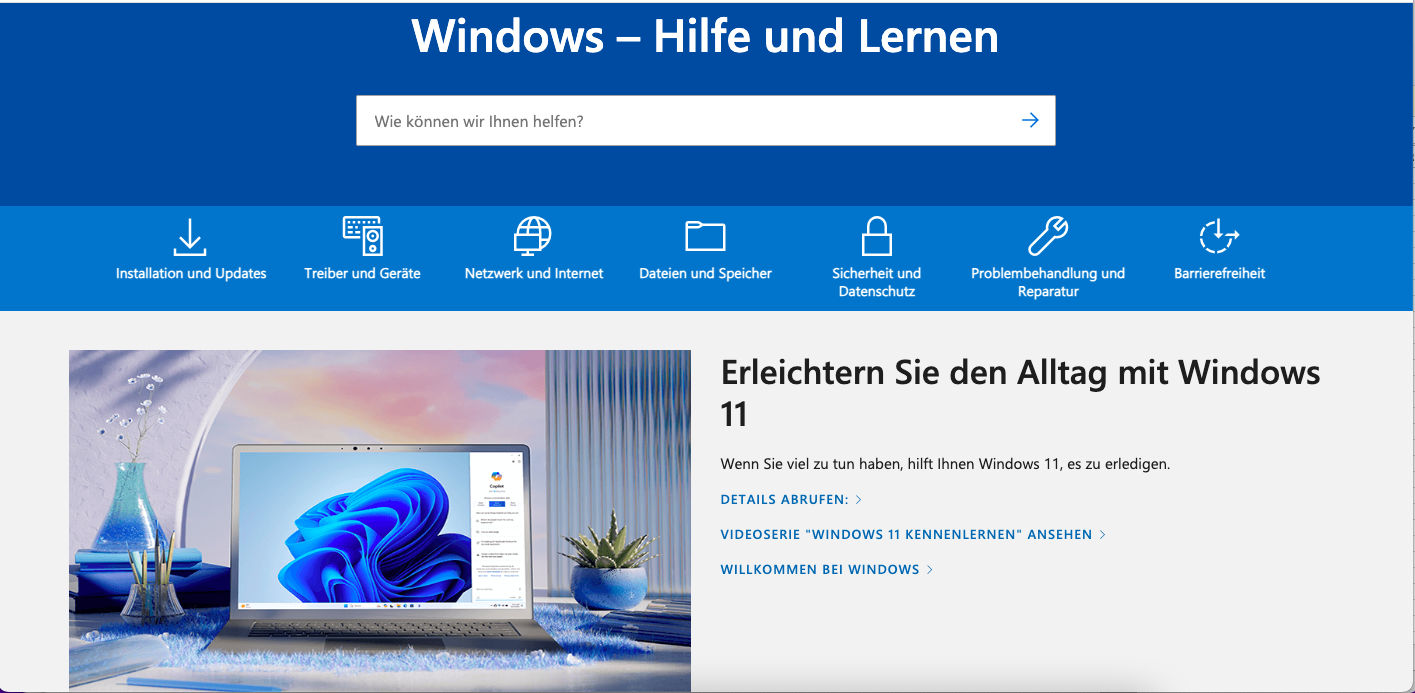 Windows – Hilfe und Lernen
Wie können wir Ihnen helfen?
Installation und Updates
Treiber und Geräte
Netzwerk und Internet
Dateien und Speicher
Sicherheit und
Datenschutz
Problembehandlung und
Reparatur
Barrierefreiheit
Erleichtern Sie den Alltag mit Windows
11
Wenn Sie viel zu tun haben, hilft Ihnen Windows 11, es zu erledigen.
DETAILS ABRUFEN:
VIDEOSERIE "WINDOWS 11 KENNENLERNEN" ANSEHEN
WILLKOMMEN BEI WINDOWS
Copilot